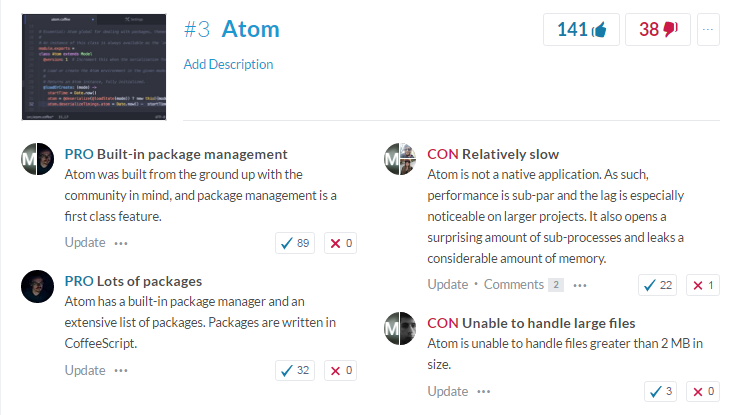 #3 Atom
141
38
Add Description
PRO Built-in package management
Atom was built from the ground up with the
community in mind, and package management is a
first class feature.
Update
89
0
PRO Lots of packages
Atom has a built-in package manager and an
extensive list of packages. Packages are written in
CoffeeScript.
Update
32
0
CON Relatively slow
Atom is not a native application. As such,
performance is sub-par and the lag is especially
noticeable on larger projects. It also opens a
surprising amount of sub-processes and leaks a
considerable amount of memory.
Update • Comments 2
22
1
CON Unable to handle large files
Atom is unable to handle files greater than 2 MB in
size.
Update
3
0